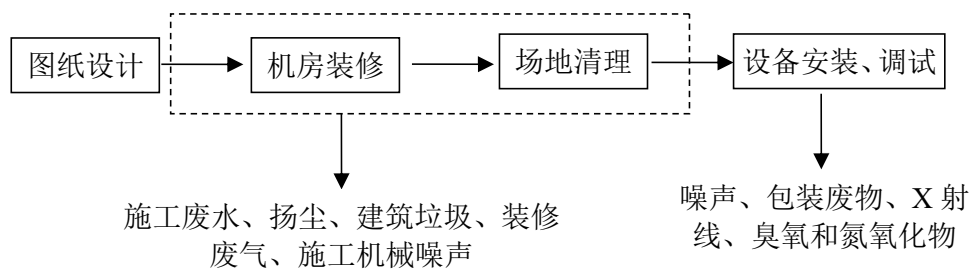 图纸设计
机房装修
场地清理
设备安装、调试
施工废水、扬尘、建筑垃圾、装修
废气、施工机械噪声
噪声、包装废物、X 射
线、臭氧和氮氧化物